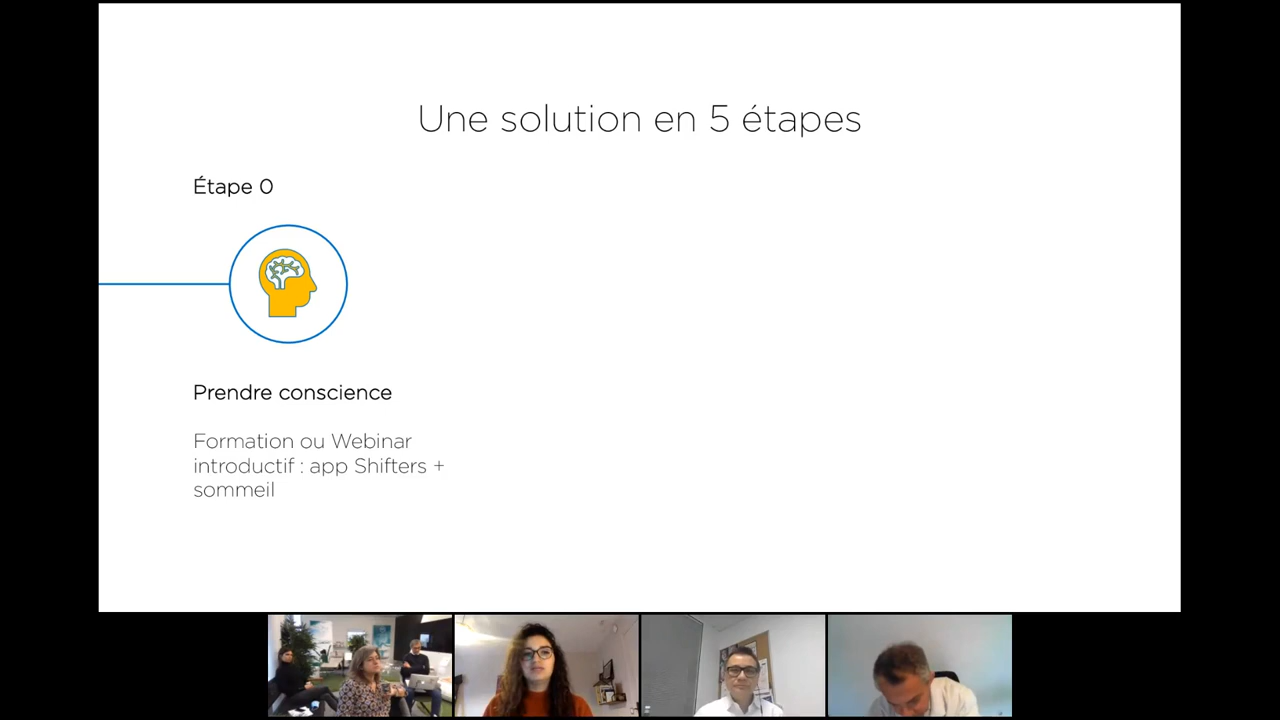 Une solution en 5 étapes
Étape 0
Prendre conscience
Formation ou Webinar
introductif : app Shifters +
sommeil